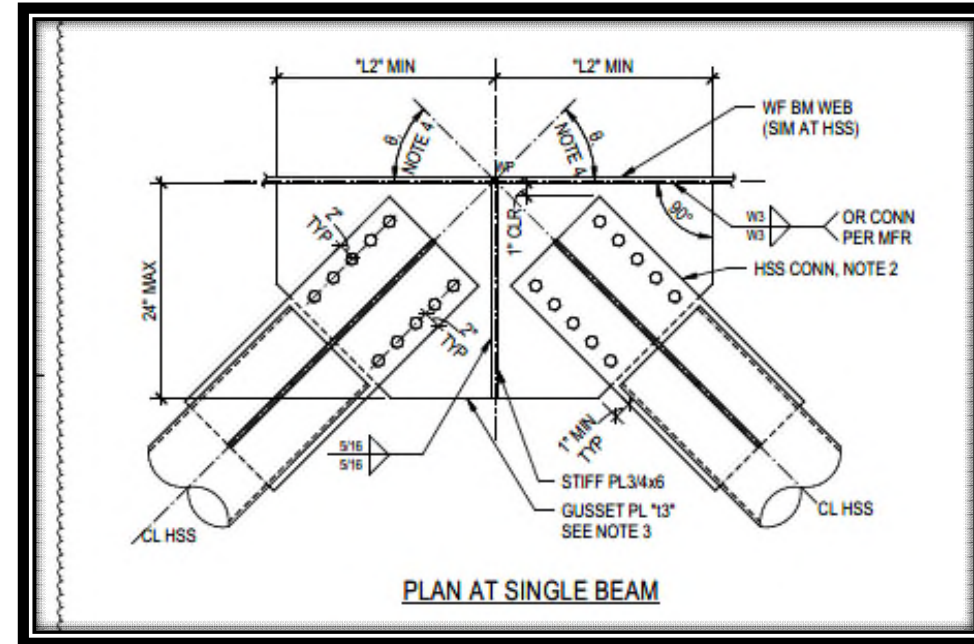 "L2" MIN
"L2" MIN
WF BM WEB
(SIM AT HSS)
θ
NOTE 4
θ
NOTE 4
WP
90°
W3
W3
OR CONN
PER MFR
2"
TYP
1" CLR
HSS CONN, NOTE 2
24" MAX
2"
TYP
1" MIN
TYP
5/16
5/16
STIFF PL3/4x6
GUSSET PL "t3"
SEE NOTE 3
CL HSS
CL HSS
PLAN AT SINGLE BEAM